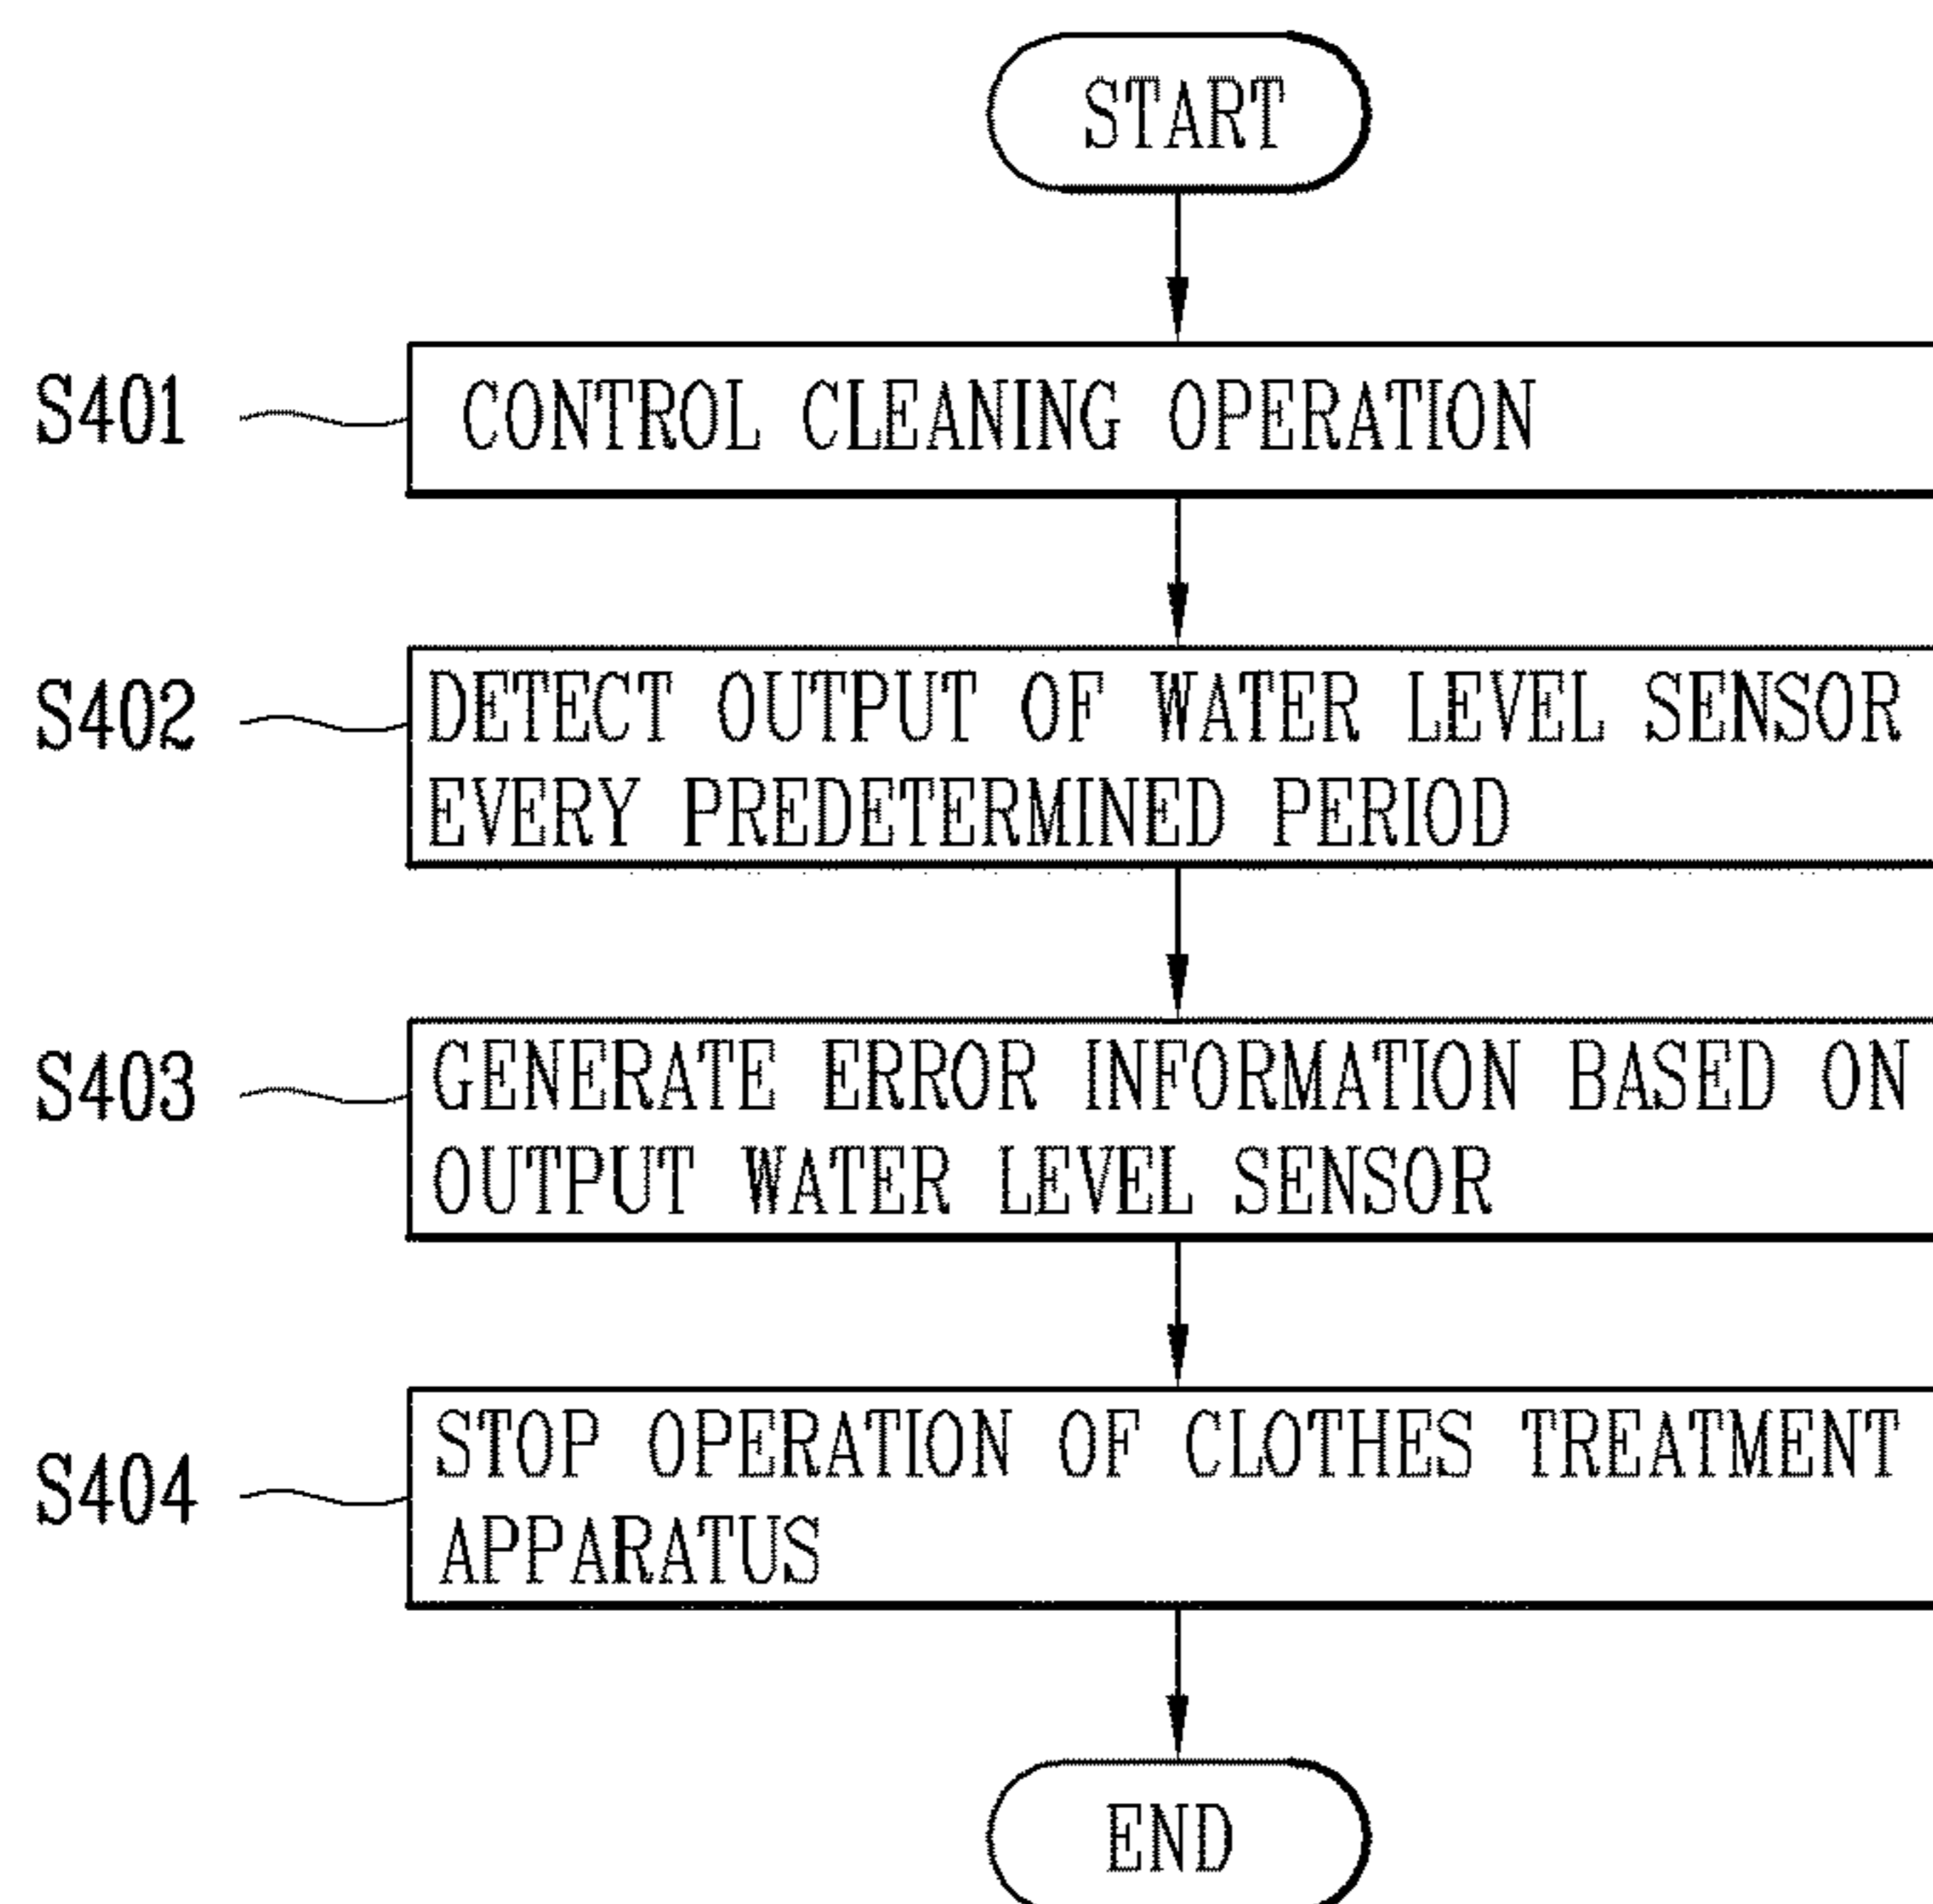 START
S401
CONTROL CLEANING OPERATION
S402
DETECT OUTPUT OF WATER LEVEL SENSOR
EVERY PREDETERMINED PERIOD
S403
GENERATE ERROR INFORMATION BASED ON
OUTPUT WATER LEVEL SENSOR
S404
STOP OPERATION OF CLOTHES TREATMENT
APPARATUS
END